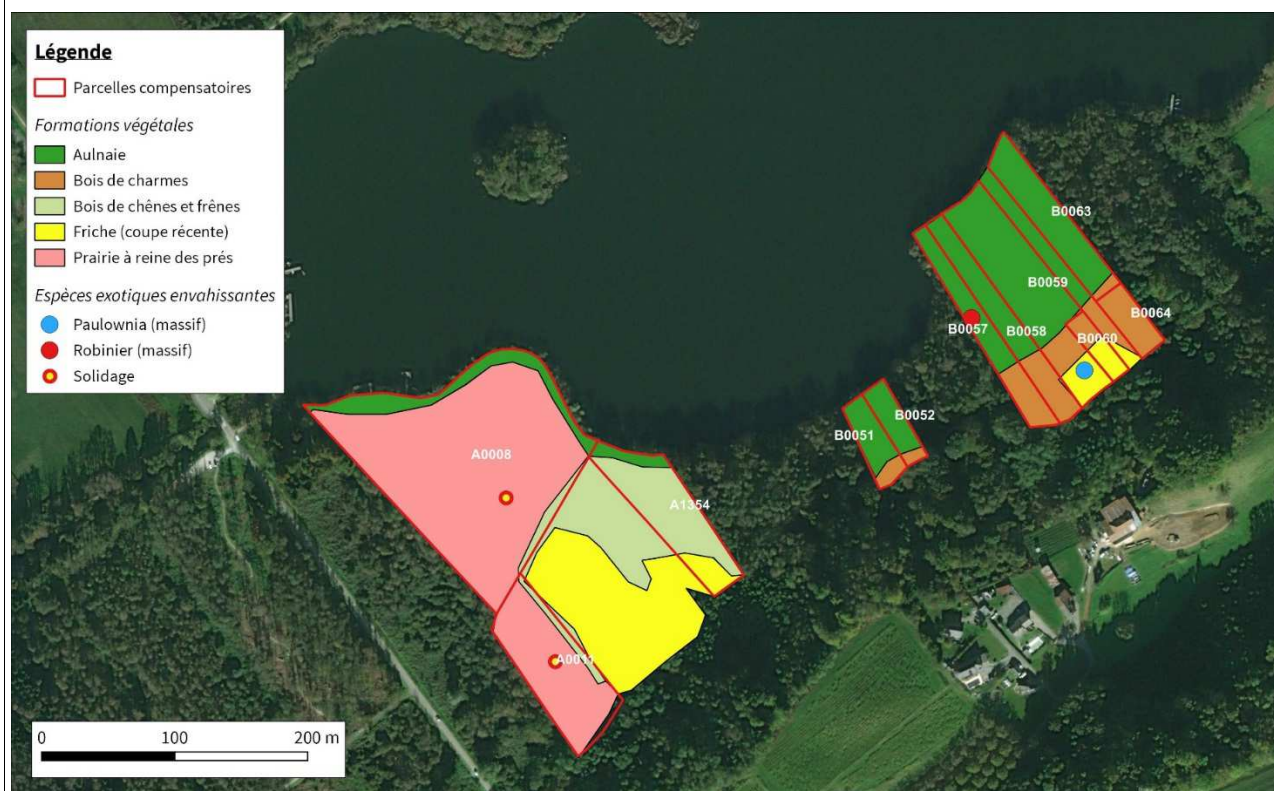 Légende
Parcelles compensatoires
Formations végétales
Aulnaie
Bois de charmes
Bois de chênes et frênes
Friche (coupe récente)
Prairie à reine des prés
Espèces exotiques envahissantes
Paulownia (massif)
Robinier (massif)
Solidage
B0063
B0059
B0064
B0057
B0058
B0060
B0052
B0051
A0008
A1354
A0011
0 100 200 m